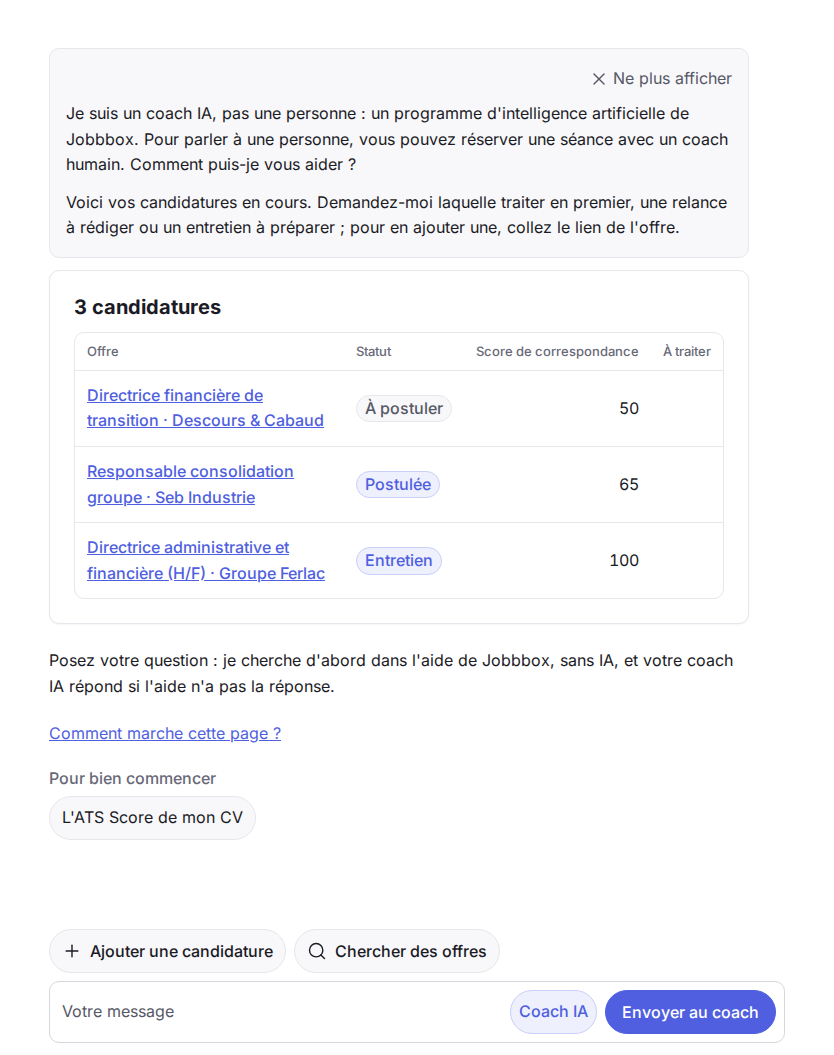 Ne plus afficher
Je suis un coach IA, pas une personne : un programme d'intelligence artificielle de
Jobbbox. Pour parler à une personne, vous pouvez réserver une séance avec un coach
humain. Comment puis-je vous aider ?
Voici vos candidatures en cours. Demandez-moi laquelle traiter en premier, une relance
à rédiger ou un entretien à préparer ; pour en ajouter une, collez le lien de l'offre.
3 candidatures
Offre Statut Score de correspondance À traiter
Directrice financière de
transition · Descours & Cabaud À postuler 50
Responsable consolidation
groupe · Seb Industrie Postulée 65
Directrice administrative et
financière (H/F) · Groupe Ferlac Entretien 100
Posez votre question : je cherche d'abord dans l'aide de Jobbbox, sans IA, et votre coach
IA répond si l'aide n'a pas la réponse.
Comment marche cette page ?
Pour bien commencer
L'ATS Score de mon CV
Ajouter une candidature Chercher des offres
Votre message Coach IA Envoyer au coach